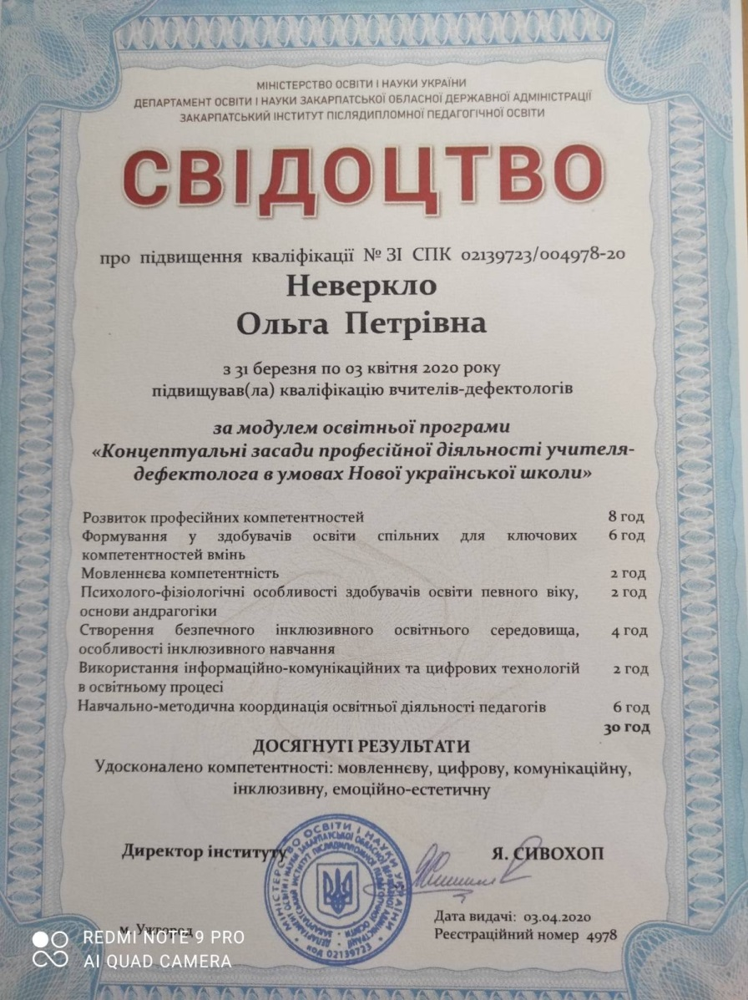 МІНІСТЕРСТВО ОСВІТИ І НАУКИ УКРАЇНИ
ДЕПАРТАМЕНТ ОСВІТИ І НАУКИ ЗАКАРПАТСЬКОЇ ОБЛАСНОЇ ДЕРЖАВНОЇ АДМІНІСТРАЦІЇ
ЗАКАРПАТСЬКИЙ ІНСТИТУТ ПІСЛЯДИПЛОМНОЇ ПЕДАГОГІЧНОЇ ОСВІТИ
СВІДОЦТВО
про підвищення кваліфікації № ЗІ СПК 02139723/004978-20
Неверкло
Ольга Петрівна
з 31 березня по 03 квітня 2020 року
підвищував(ла) кваліфікацію вчителів-дефектологів
за модулем освітньої програми
«Концептуальні засади професійної діяльності учителя-
дефектолога в умовах Нової української школи»
Розвиток професійних компетентностей 8 год
Формування у здобувачів освіти спільних для ключових 6 год
компетентностей вмінь
Мовленнєва компетентність 2 год
Психолого-фізіологічні особливості здобувачів освіти певного віку, 2 год
основи андрагогіки
Створення безпечного інклюзивного освітнього середовища, 4 год
особливості інклюзивного навчання
Використання інформаційно-комунікаційних та цифрових технологій 2 год
в освітньому процесі
Навчально-методична координація освітньої діяльності педагогів 6 год
30 год
ДОСЯГНУТІ РЕЗУЛЬТАТИ
Удосконалено компетентності: мовленнєву, цифрову, комунікаційну,
інклюзивну, емоційно-естетичну
Директор інституту Я. СИВОХОП
МІНІСТЕРСТВО ОСВІТИ І НАУКИ УКРАЇНИ
ДЕПАРТАМЕНТ ОСВІТИ І НАУКИ ЗАКАРПАТСЬКОЇ ОБЛАСНОЇ ДЕРЖАВНОЇ АДМІНІСТРАЦІЇ
ЗАКАРПАТСЬКИЙ ІНСТИТУТ ПІСЛЯДИПЛОМНОЇ ПЕДАГОГІЧНОЇ ОСВІТИ
КОД 02139723
Дата видачі: 03.04.2020
м. Ужгород
Реєстраційний номер 4978
REDMI NOTE 9 PRO
AI QUAD CAMERA